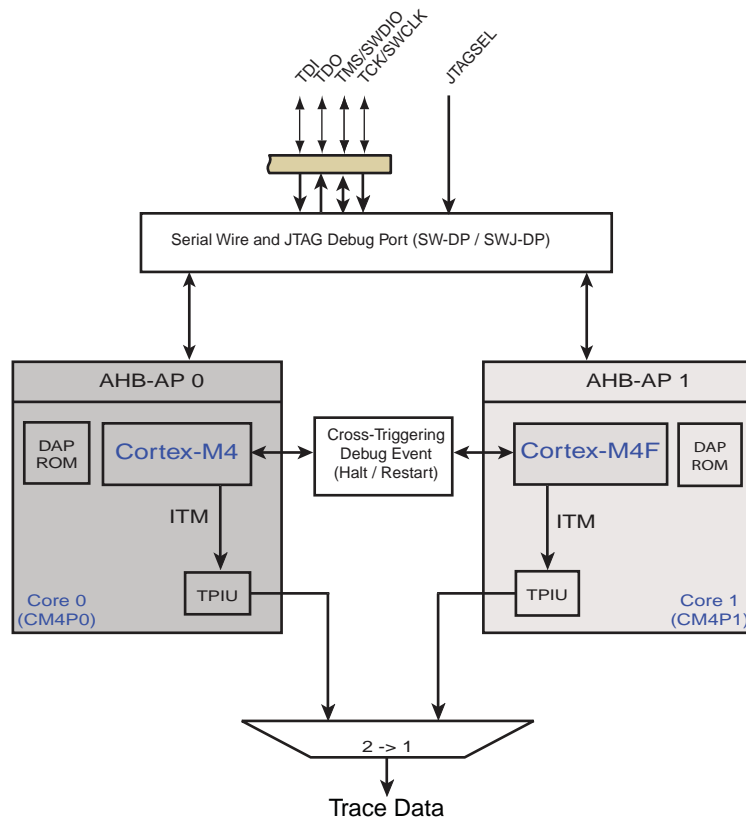 TDI
TDO
TMS/SWDIO
TCK/SWCLK
JTAGSEL
Serial Wire and JTAG Debug Port (SW-DP / SWJ-DP)
AHB-AP 0
DAP
ROM
Cortex-M4
ITM
TPIU
Core 0
(CM4P0)
Cross-Triggering
Debug Event
(Halt / Restart)
AHB-AP 1
Cortex-M4F
DAP
ROM
ITM
TPIU
Core 1
(CM4P1)
2 -> 1
Trace Data